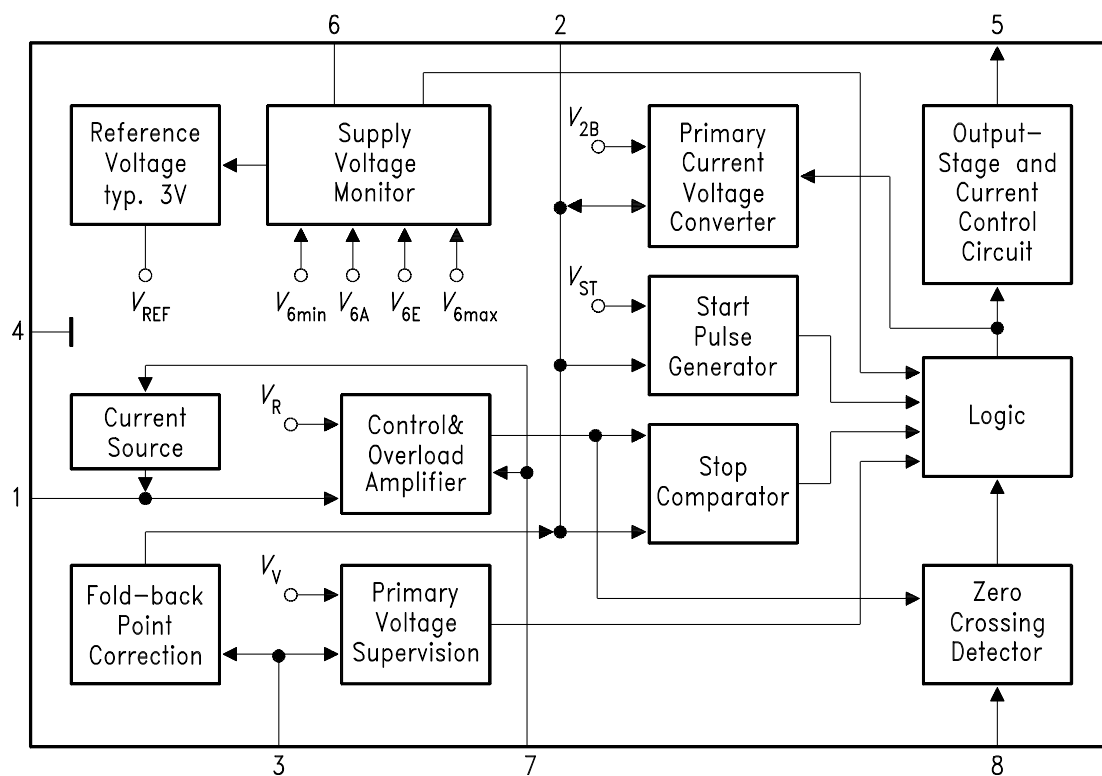 6
2
5
Reference
Voltage
typ. 3V
Supply
Voltage
Monitor
V2B
Primary
Current
Voltage
Converter
Output-
Stage and
Current
Control
Circuit
VREF
V6min
V6A
V6E
V6max
VST
Start
Pulse
Generator
4
Current
Source
VR
Control&
Overload
Amplifier
Stop
Comparator
Logic
1
Fold-back
Point
Correction
VV
Primary
Voltage
Supervision
Zero
Crossing
Detector
3
7
8